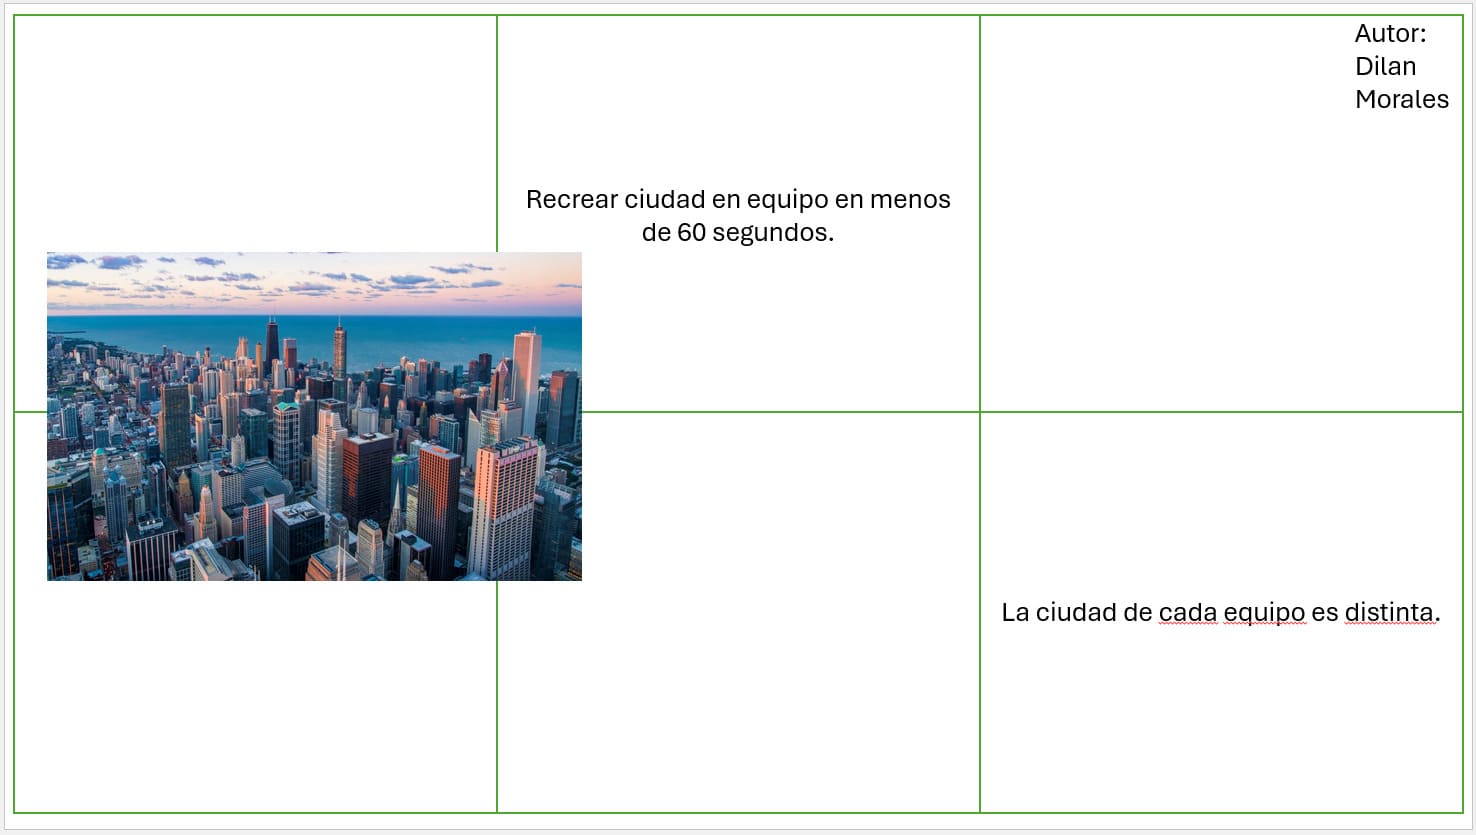 Autor:
Dilan
Morales
Recrear ciudad en equipo en menos
de 60 segundos.
La ciudad de cada equipo es distinta.